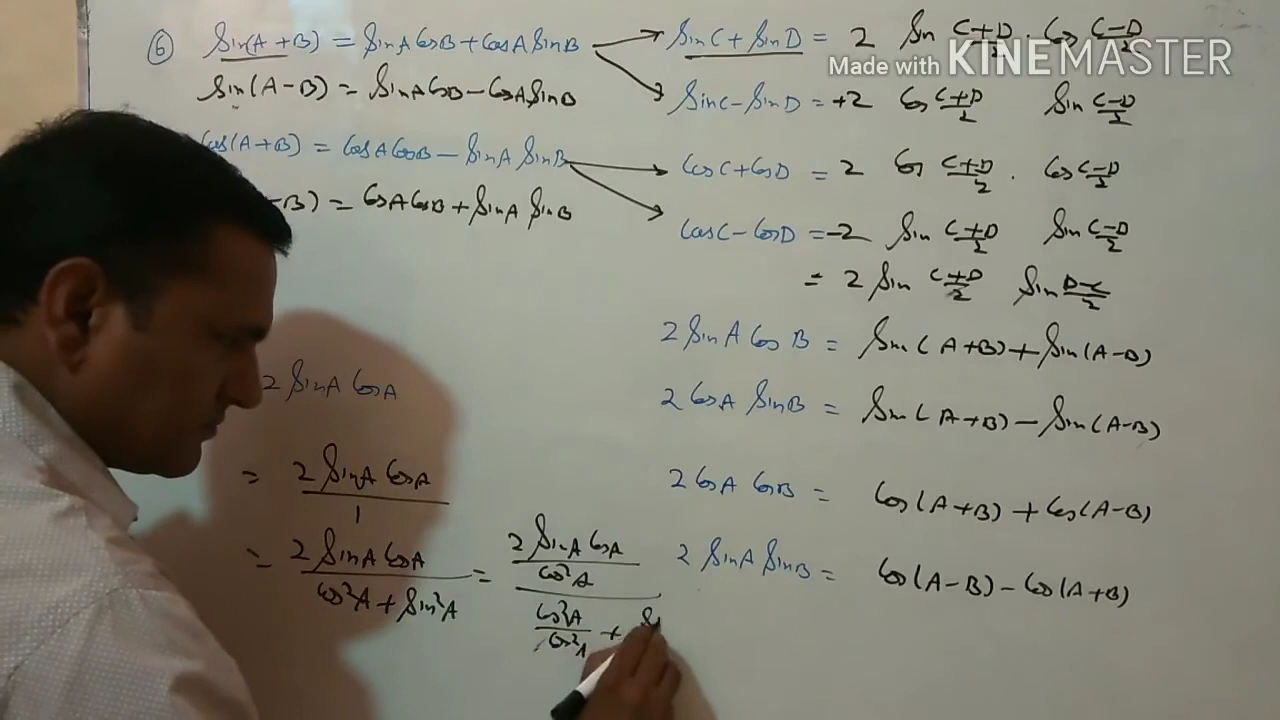 ⑥ Sin(A+B) = SinA CosB + CosA SinB
Sin(A-B) = SinA CosB - CosA SinB
Cos(A+B) = CosA CosB - SinA SinB
-B) = CosA CosB + SinA SinB
SinC + SinD = 2 Sin C+D/2 . Cos C-D/2
Made with KINEMASTER
SinC - SinD = +2 Cos C+D/2 Sin C-D/2
CosC + CosD = 2 Cos C+D/2 . Cos C-D/2
CosC - CosD = -2 Sin C+D/2 Sin C-D/2
= 2 Sin C+D/2 Sin D-C/2
2 SinA CosB = Sin(A+B) + Sin(A-B)
2 CosA SinB = Sin(A+B) - Sin(A-B)
2 CosA CosB = Cos(A+B) + Cos(A-B)
2 SinA SinB = Cos(A-B) - Cos(A+B)
2 SinA CosA
= 2 SinA CosA
1
= 2 SinA CosA
Cos²A + Sin²A
= 2 SinA CosA
Cos²A
Cos²A
Cos²A
+ S